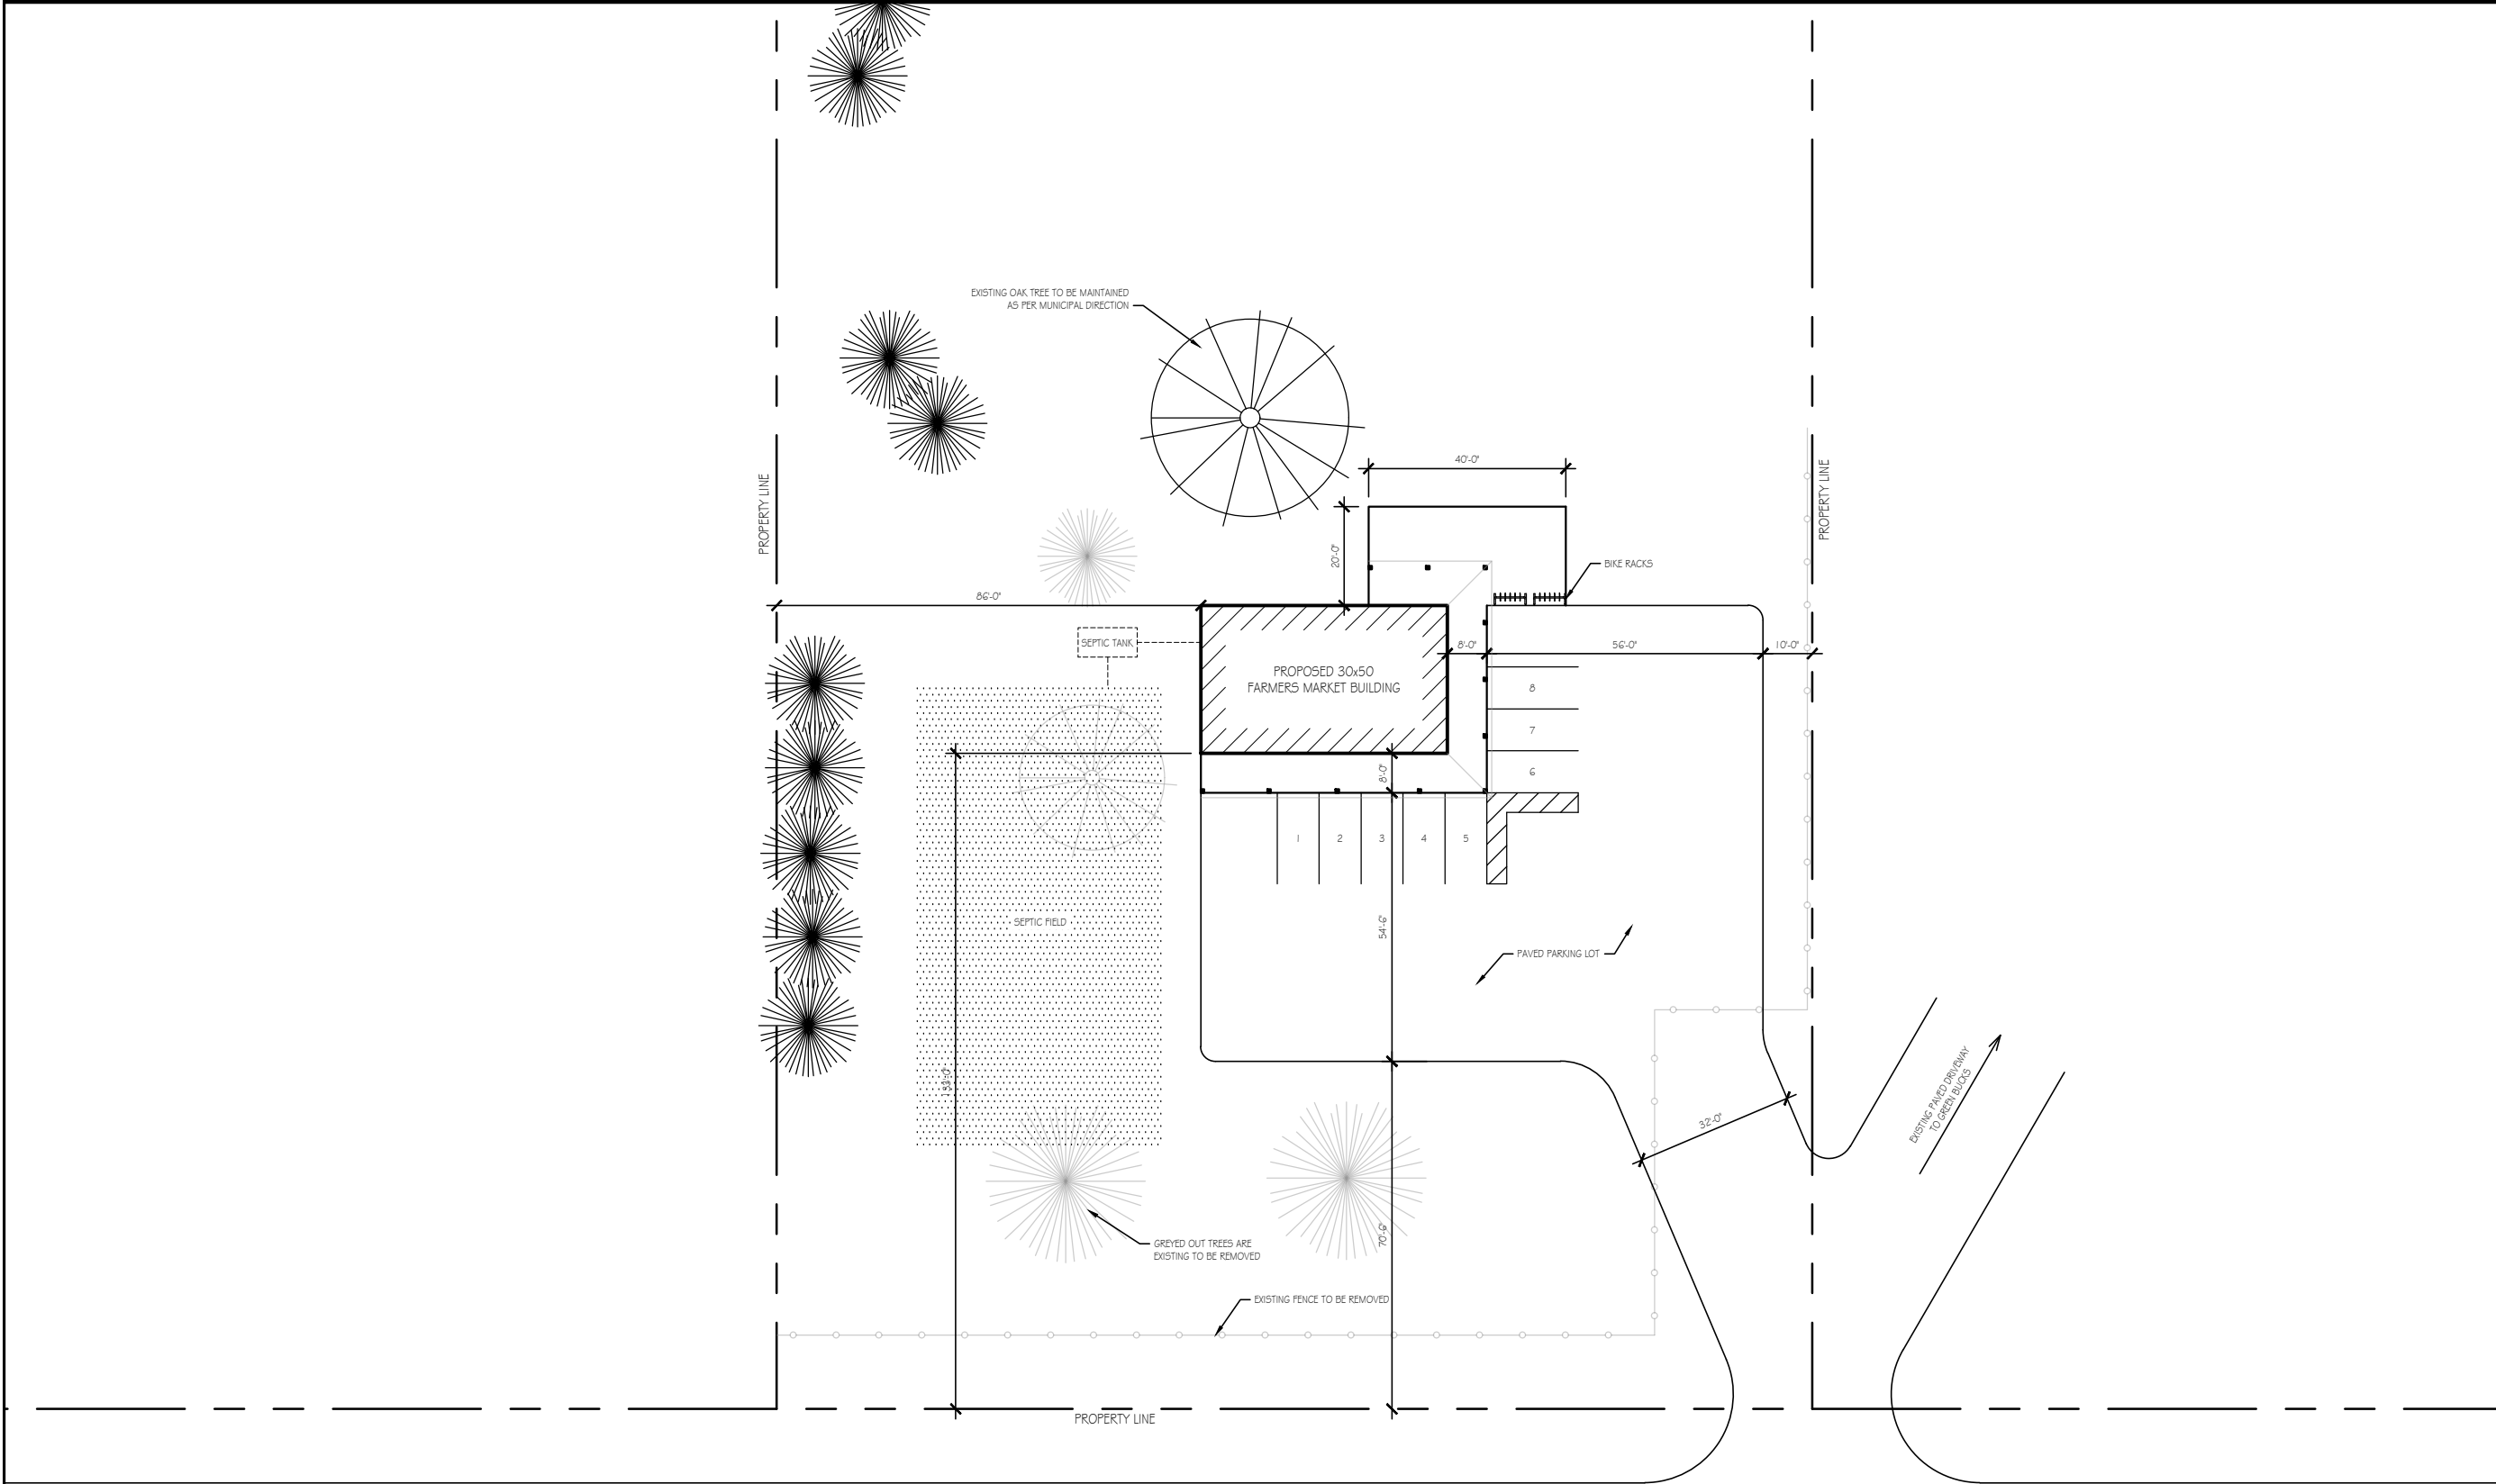 EXISTING OAK TREE TO BE MAINTAINED
AS PER MUNICIPAL DIRECTION
PROPERTY LINE
PROPERTY LINE
40'-0"
20'-0"
BIKE RACKS
86'-0"
SEPTIC TANK
PROPOSED 30x50
FARMERS MARKET BUILDING
8'-0"
56'-0"
10'-0"
8
7
6
8'-0"
1
2
3
4
5
SEPTIC FIELD
54'-6"
PAVED PARKING LOT
133'-0"
32'-0"
EXISTING PAVED DRIVEWAY
TO GREEN BUCKS
70'-6"
GREYED OUT TREES ARE
EXISTING TO BE REMOVED
EXISTING FENCE TO BE REMOVED
PROPERTY LINE